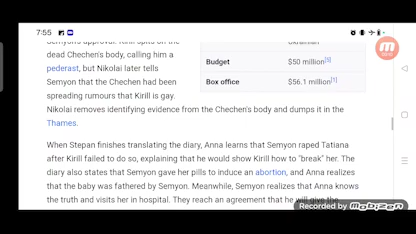 7:55
Semyon's approval. Kirill spits on the
Ukrainian
dead Chechen's body, calling him a
Budget $50 million[5]
pederast, but Nikolai later tells
Semyon that the Chechen had been
Box office $56.1 million[1]
spreading rumours that Kirill is gay.
Nikolai removes identifying evidence from the Chechen's body and dumps it in the
Thames.
When Stepan finishes translating the diary, Anna learns that Semyon raped Tatiana
after Kirill failed to do so, explaining that he would show Kirill how to "break" her. The
diary also states that Semyon gave her pills to induce an abortion, and Anna realizes
that the baby was fathered by Semyon. Meanwhile, Semyon realizes that Anna knows
the truth and visits her in hospital. They reach an agreement that he will give the
Recorded by
MOBIZEN